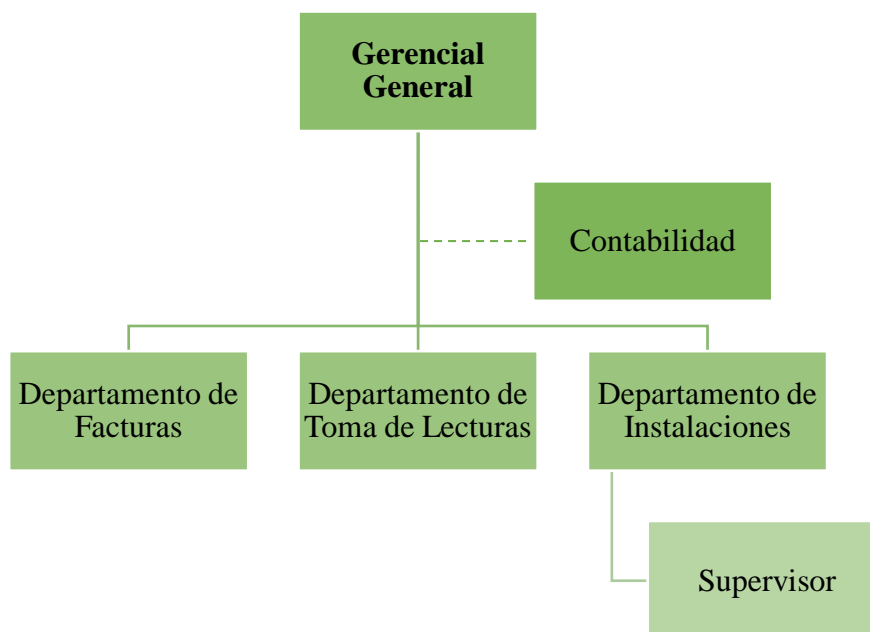 Gerencial
General
Contabilidad
Departamento de
Facturas
Departamento de
Toma de Lecturas
Departamento de
Instalaciones
Supervisor